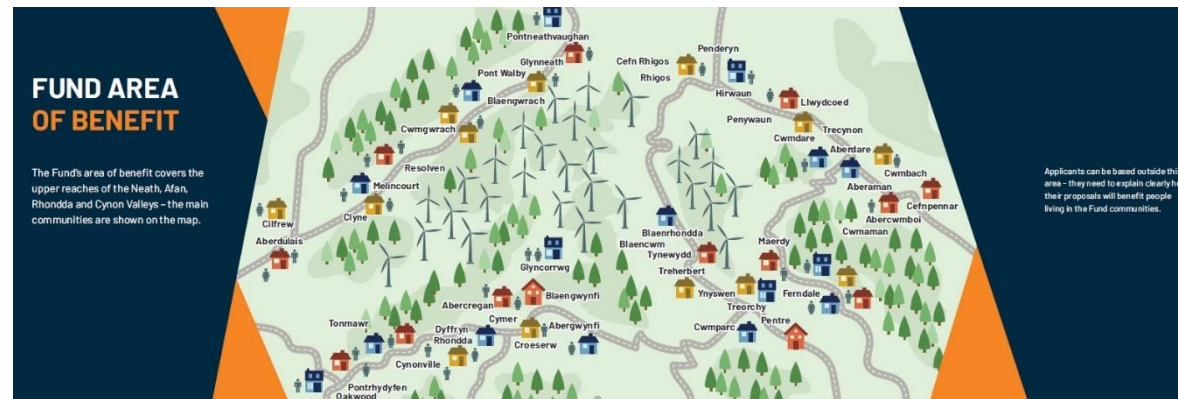 FUND AREA
OF BENEFIT
The Fund's area of benefit covers the
upper reaches of the Neath, Afan,
Rhondda and Cynon Valleys – the main
communities are shown on the map.
Pontneathvaughan
Glynneath
Pont Walby
Blaengwrach
Cwmgwrach
Resolven
Melincourt
Clyne
Cilfrew
Aberdulais
Penderyn
Cefn Rhigos
Rhigos
Hirwaun
Llwydcoed
Penywaun
Trecynon
Cwmdare
Aberdare
Cwmbach
Aberaman
Cefnpennar
Abercwmboi
Cwmaman
Blaenrhondda
Blaencwm
Tynewydd
Maerdy
Treherbert
Ynyswen
Ferndale
Treorchy
Pentre
Cwmparc
Glyncorrwg
Blaengwynfi
Abercregan
Cymer
Abergwynfi
Croeserw
Tonmawr
Dyffryn
Rhondda
Cynonville
Pontrhydyfen
Oakwood
Applicants can be based outside
area – they need to explain clearly
their proposals will benefit people
living in the Fund communities.